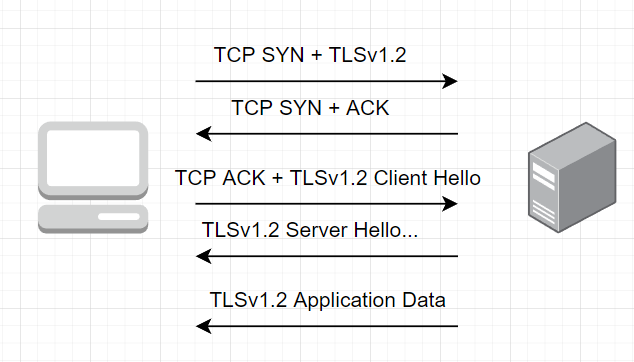 TCP SYN + TLSv1.2
TCP SYN + ACK
TCP ACK + TLSv1.2 Client Hello
TLSv1.2 Server Hello...
TLSv1.2 Application Data